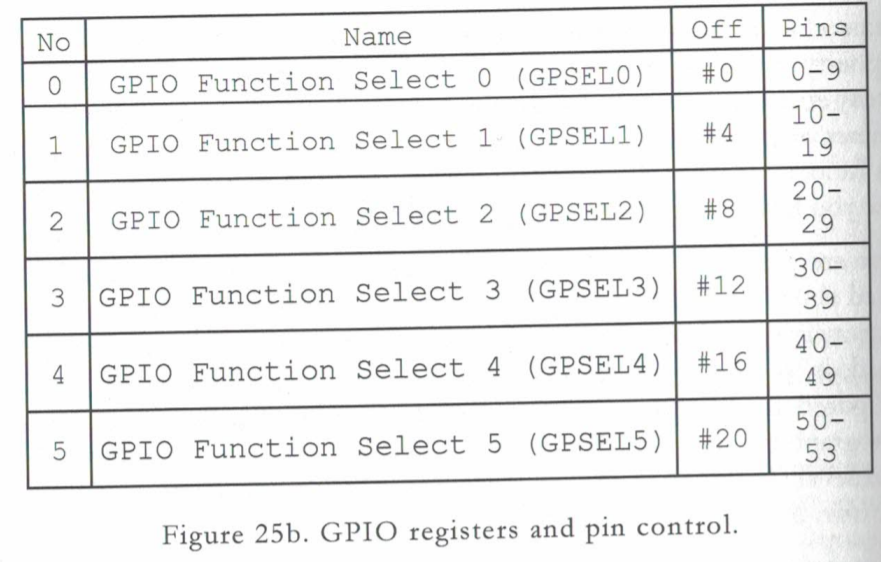 No Name Off Pins
0 GPIO Function Select 0 (GPSEL0) #0 0-9
1 GPIO Function Select 1 (GPSEL1) #4 10-
19
2 GPIO Function Select 2 (GPSEL2) #8 20-
29
3 GPIO Function Select 3 (GPSEL3) #12 30-
39
4 GPIO Function Select 4 (GPSEL4) #16 40-
49
5 GPIO Function Select 5 (GPSEL5) #20 50-
53
Figure 25b. GPIO registers and pin control.